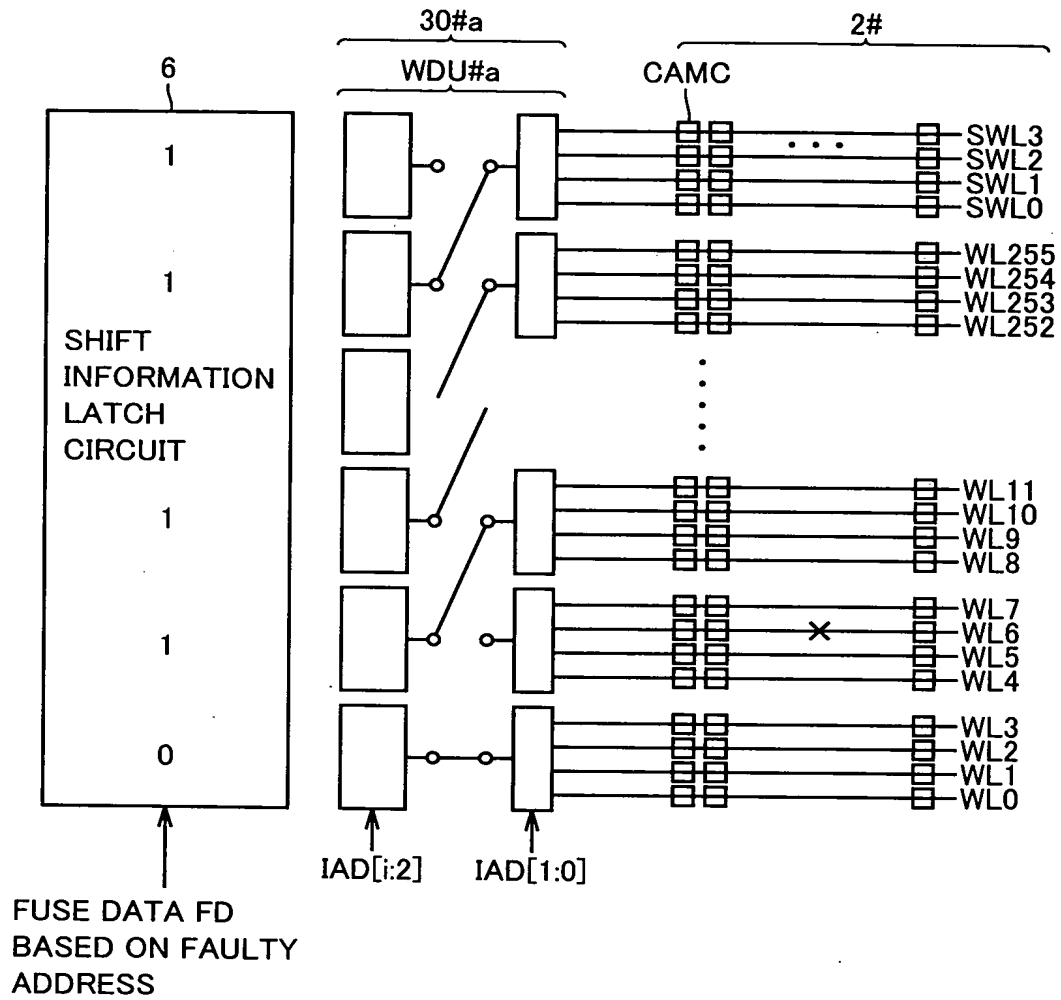 30#a
2#
6
WDU#a
CAMC
1
1
SHIFT
INFORMATION
LATCH
CIRCUIT
1
1
0
SWL3
SWL2
SWL1
SWL0
WL255
WL254
WL253
WL252
WL11
WL10
WL9
WL8
WL7
WL6
WL5
WL4
WL3
WL2
WL1
WL0
IAD[i:2]
IAD[1:0]
FUSE DATA FD
BASED ON FAULTY
ADDRESS